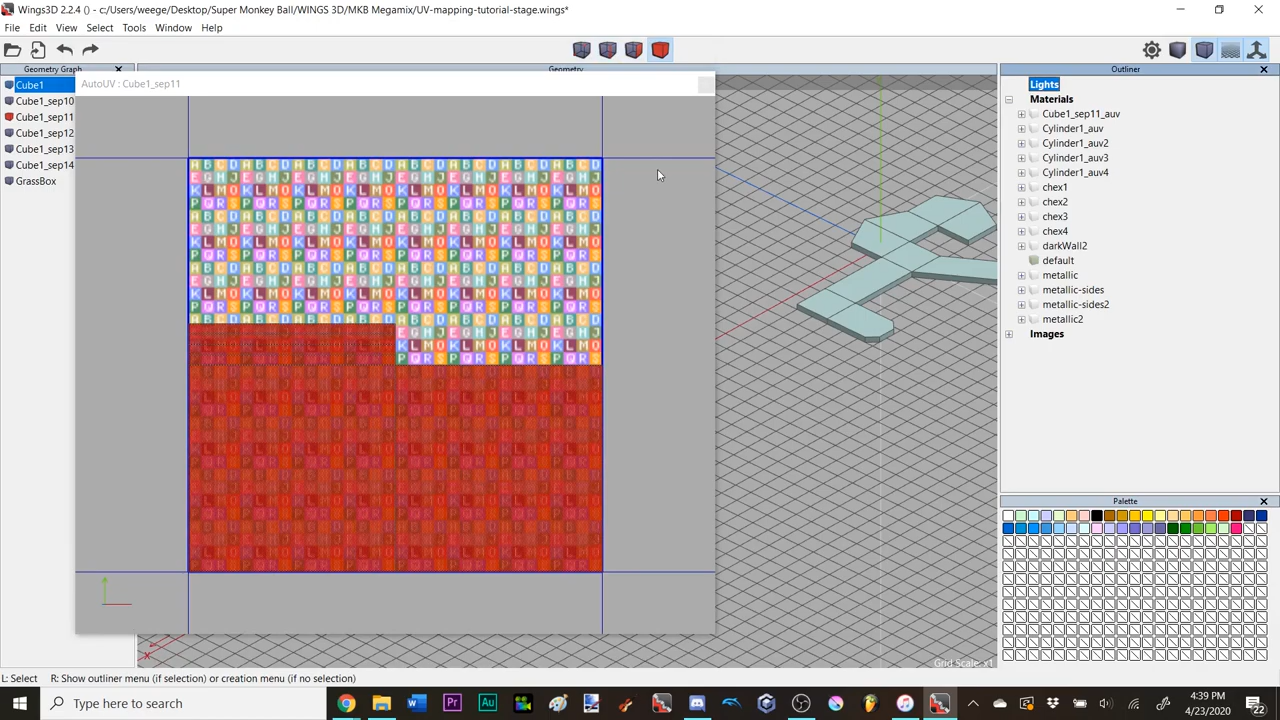 Wings3D 2.2.4 () - c:/Users/weege/Desktop/Super Monkey Ball/WINGS 3D/MKB Megamix/UV-mapping-tutorial-stage.wings*
File Edit View Select Tools Window Help
Geometry Graph
Geometry
Outliner
Cube1
Cube1_sep10
Cube1_sep11
Cube1_sep12
Cube1_sep13
Cube1_sep14
GrassBox
AutoUV : Cube1_sep11
A B C D A B C D A B C D A B C D A B C D A B C D A B C D A B C D
E G H J E G H J E G H J E G H J E G H J E G H J E G H J E G H J
K L M O K L M O K L M O K L M O K L M O K L M O K L M O K L M O
P Q R S P Q R S P Q R S P Q R S P Q R S P Q R S P Q R S P Q R S
Lights
Materials
Cube1_sep11_auv
Cylinder1_auv
Cylinder1_auv2
Cylinder1_auv3
Cylinder1_auv4
chex1
chex2
chex3
chex4
darkWall2
default
metallic
metallic-sides
metallic-sides2
metallic2
Images
Palette
X
Grid Scale: x1
L: Select R: Show outliner menu (if selection) or creation menu (if no selection)
Type here to search
4:39 PM
4/23/2020
22